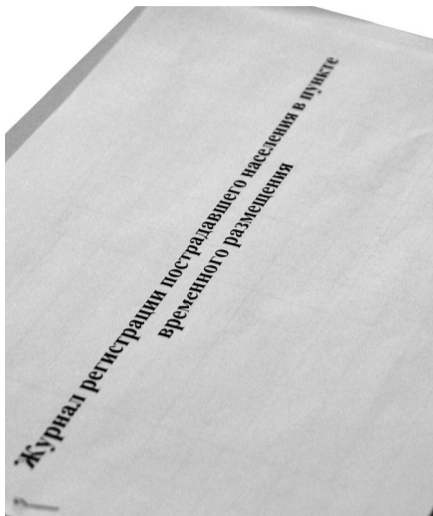 Журнал регистрации пострадавшего населения в пункте
временного размещения